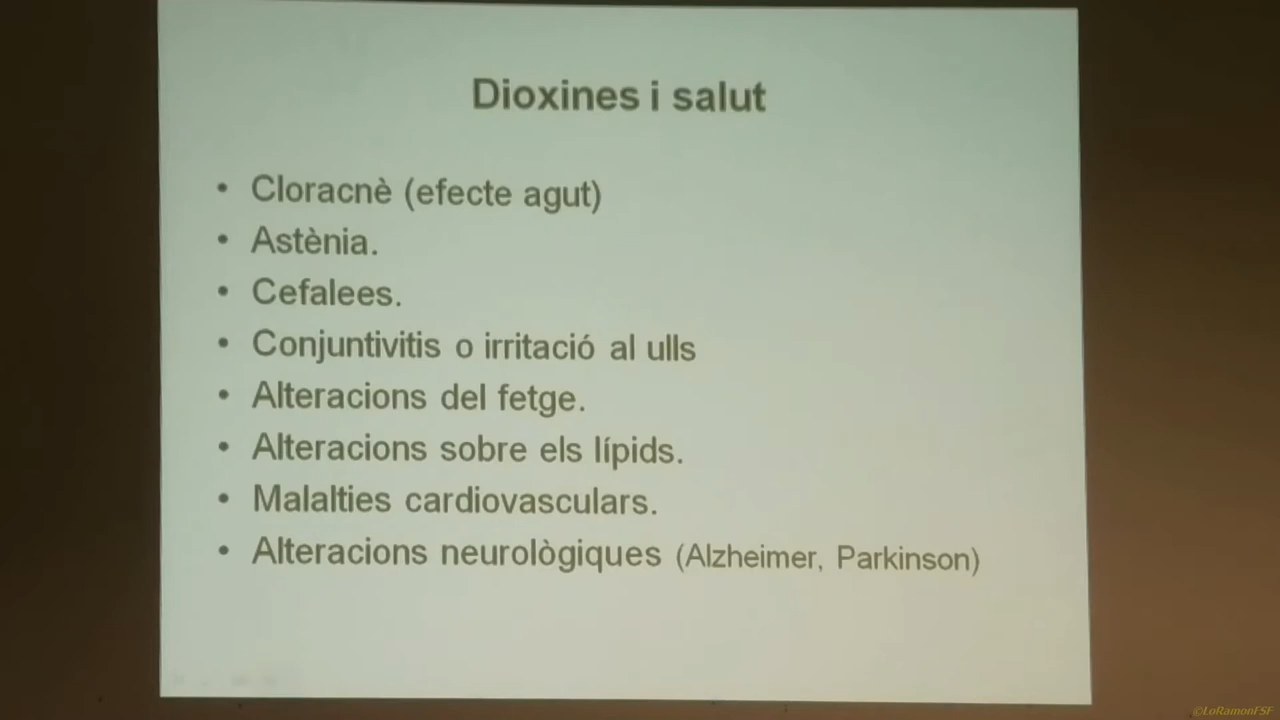 Dioxines i salut
• Cloracnè (efecte agut)
• Astènia.
• Cefalees.
• Conjuntivitis o irritació al ulls
• Alteracions del fetge.
• Alteracions sobre els lípids.
• Malalties cardiovasculars.
• Alteracions neurològiques (Alzheimer, Parkinson)
©LoRamonFSF